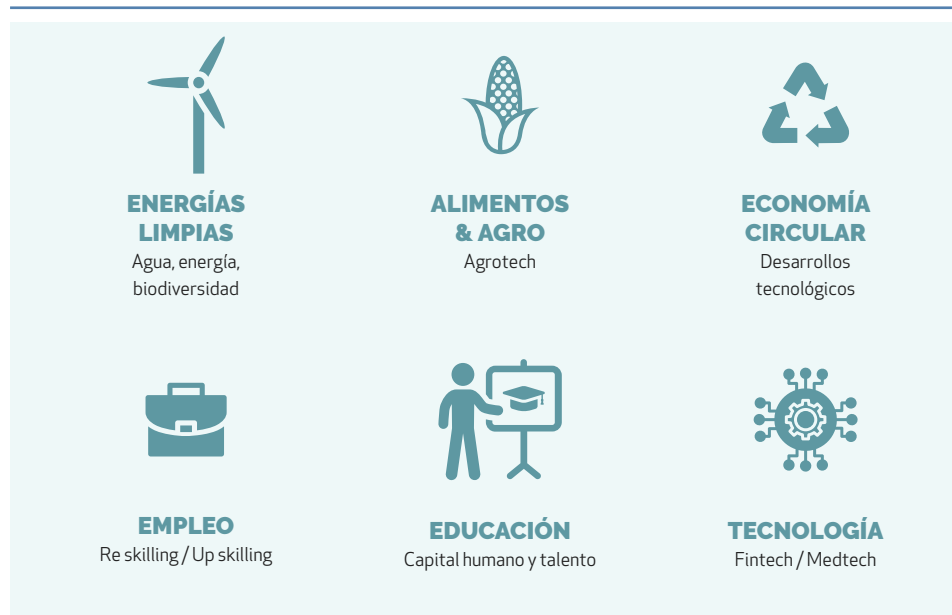 ENERGÍAS
LIMPIAS
Agua, energía,
biodiversidad
ALIMENTOS
& AGRO
Agrotech
ECONOMÍA
CIRCULAR
Desarrollos
tecnológicos
EMPLEO
Re skilling / Up skilling
EDUCACIÓN
Capital humano y talento
TECNOLOGÍA
Fintech / Medtech